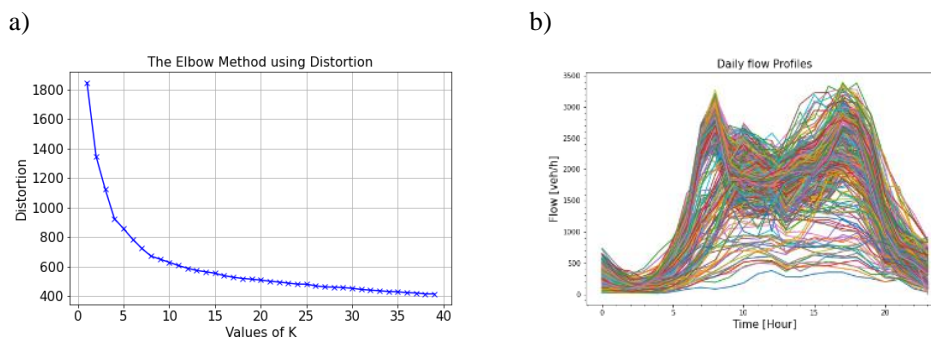 a)
b)
The Elbow Method using Distortion
1800
1600
1400
1200
1000
800
600
400
Distortion
0 5 10 15 20 25 30 35 40
Values of K
Daily flow Profiles
3500
3000
2500
2000
1500
1000
500
0
Flow [veh/h]
0 5 10 15 20
Time [Hour]